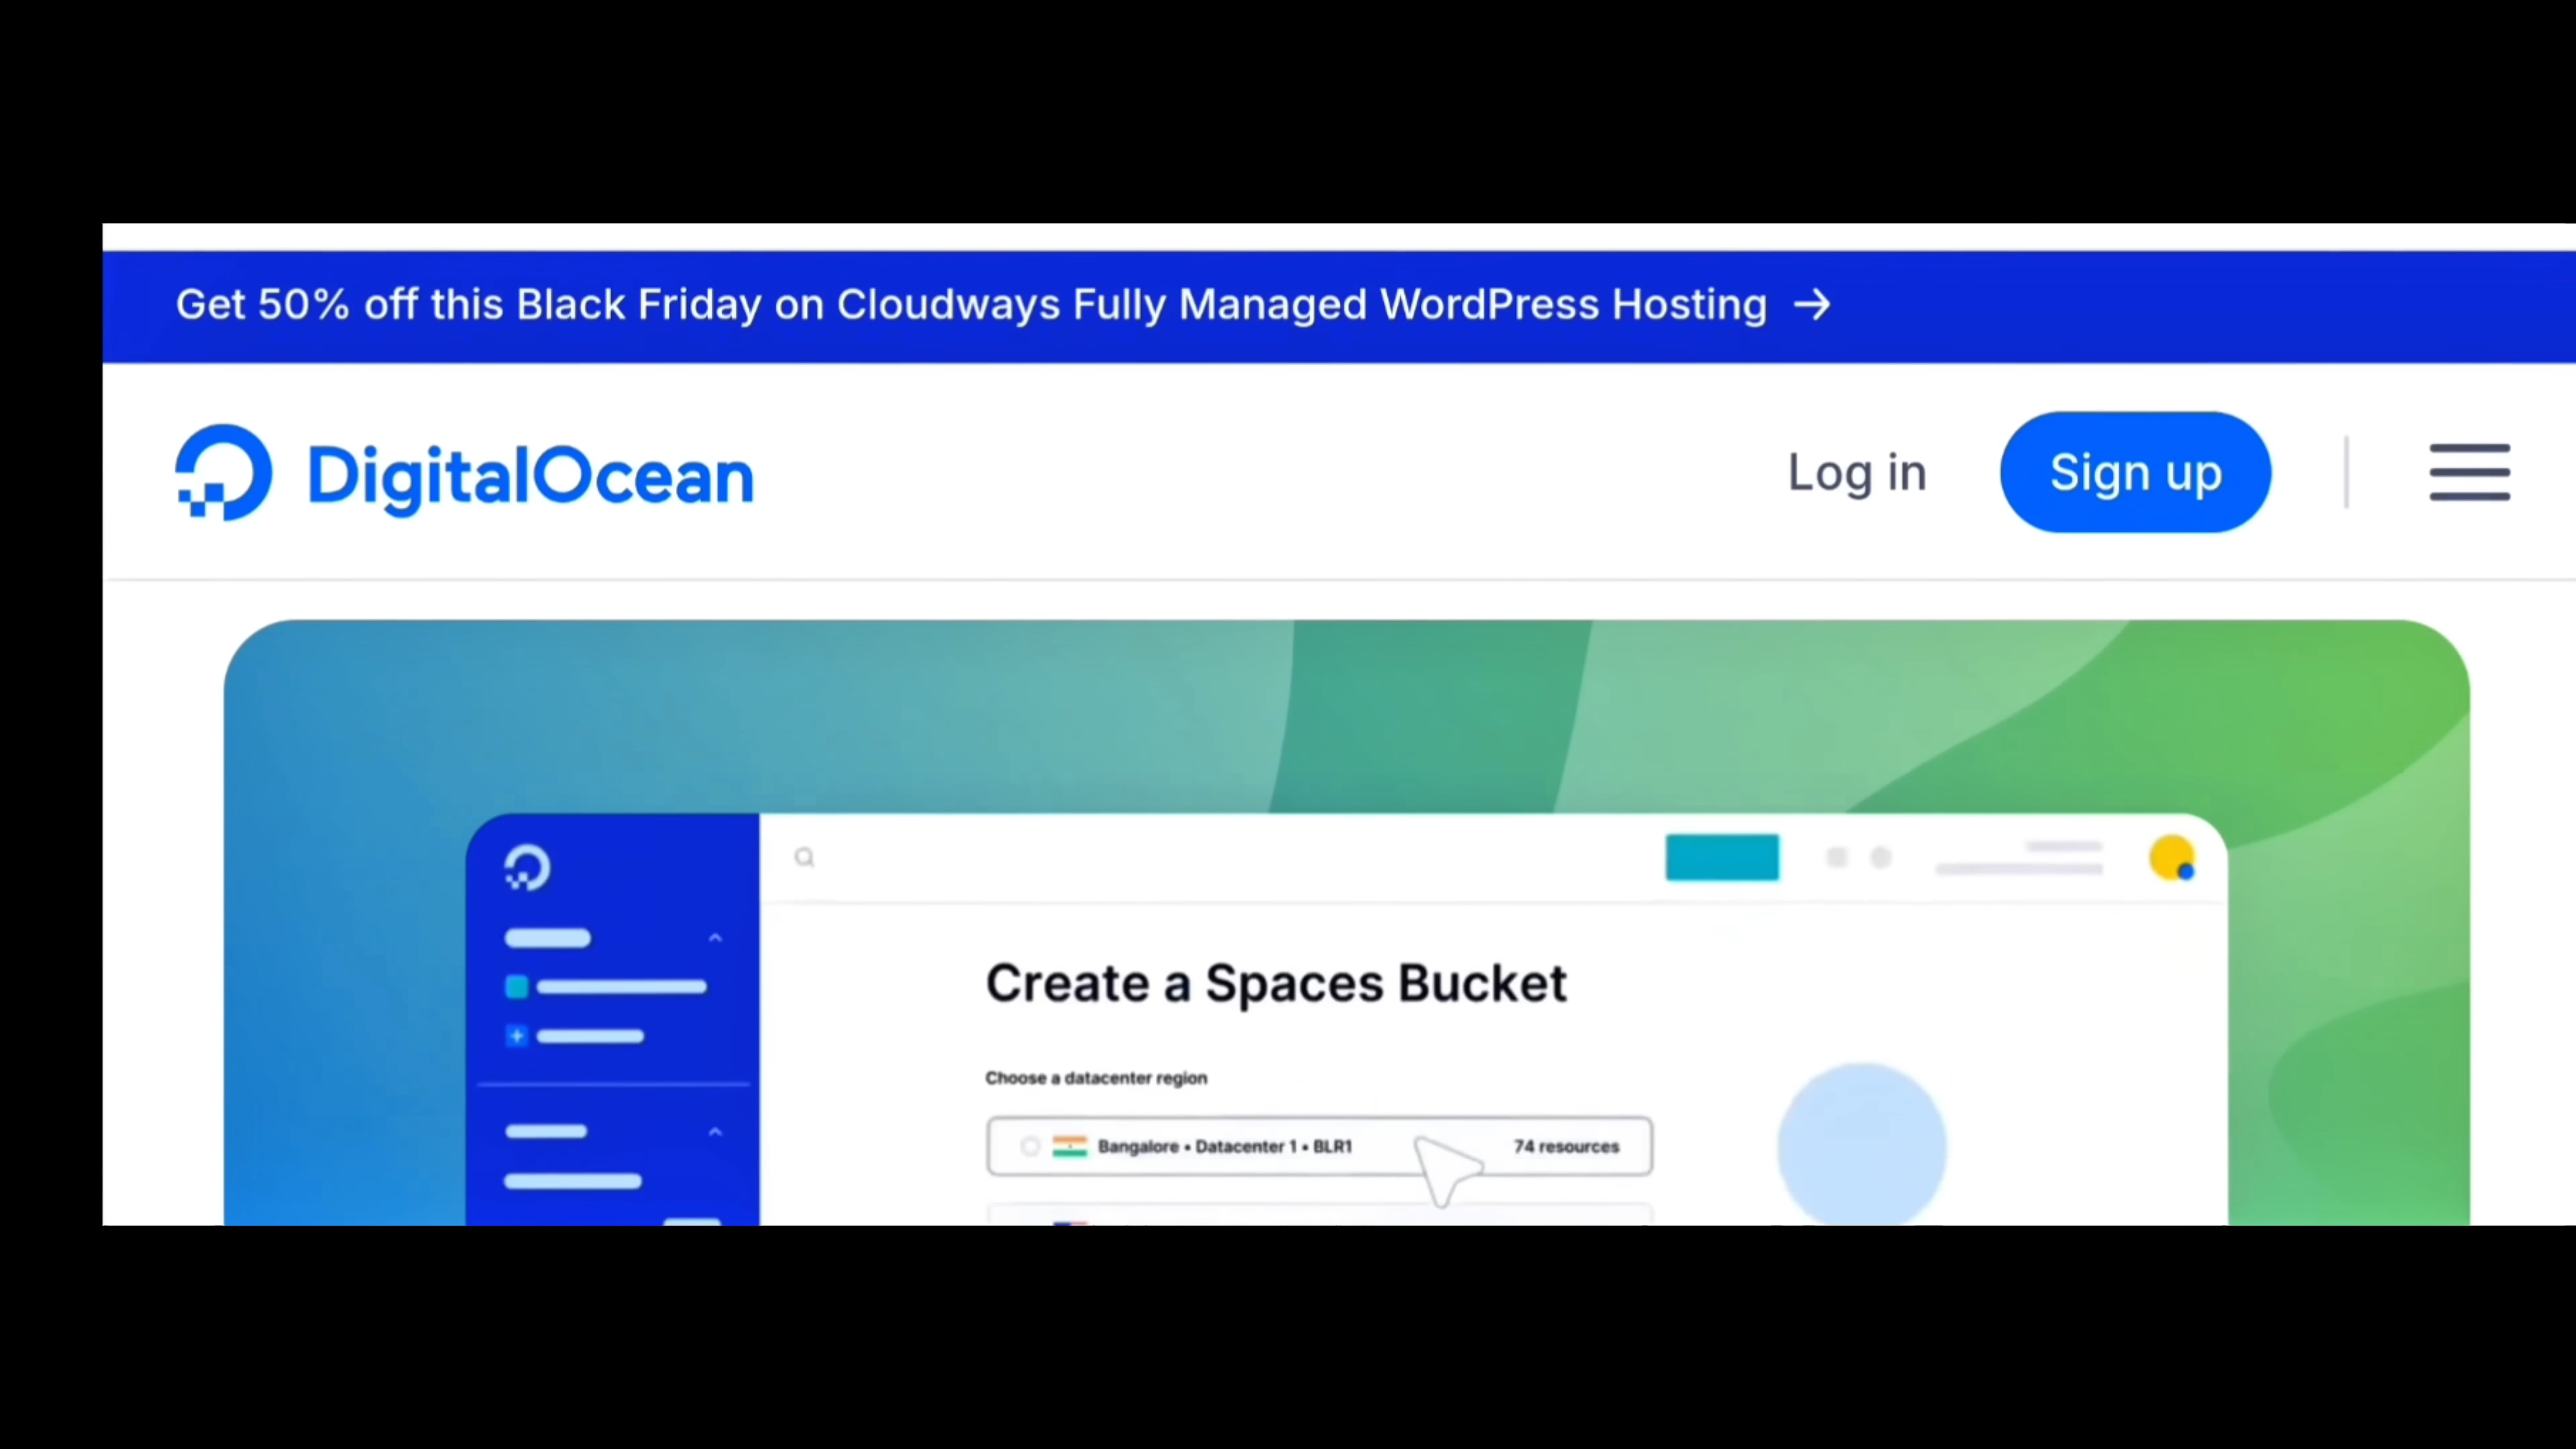 Get 50% off this Black Friday on Cloudways Fully Managed WordPress Hosting →
DigitalOcean
Log in
Sign up
Create a Spaces Bucket
Choose a datacenter region
Bangalore • Datacenter 1 • BLR1
74 resources